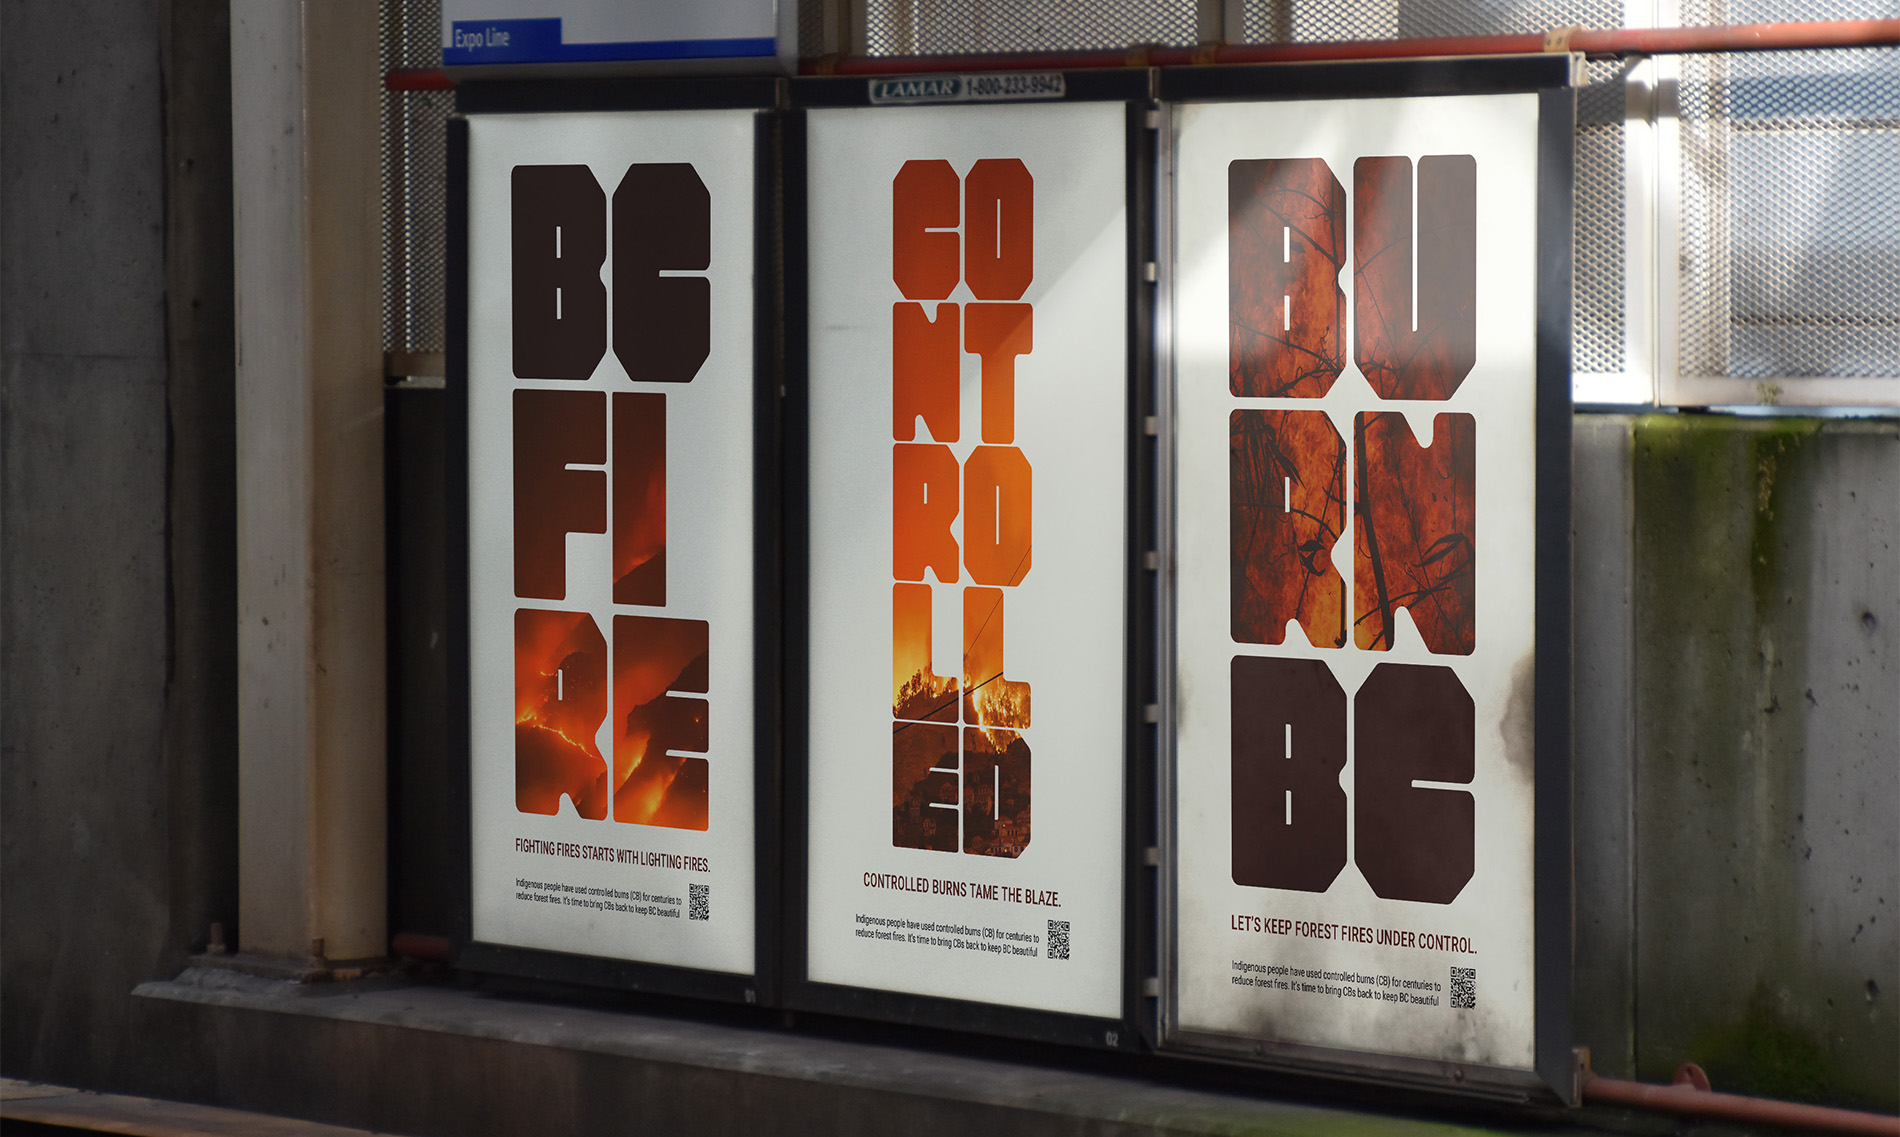 Expo Line
LAMAR 1-800-233-9942
BC
FI
RE
FIGHTING FIRES STARTS WITH LIGHTING FIRES.
Indigenous people have used controlled burns (CB) for centuries to
reduce forest fires. It's time to bring CBs back to keep BC beautiful
01
CO
NT
RO
LL
ED
CONTROLLED BURNS TAME THE BLAZE.
Indigenous people have used controlled burns (CB) for centuries to
reduce forest fires. It's time to bring CBs back to keep BC beautiful
02
BU
RN
BC
LET'S KEEP FOREST FIRES UNDER CONTROL.
Indigenous people have used controlled burns (CB) for centuries to
reduce forest fires. It's time to bring CBs back to keep BC beautiful